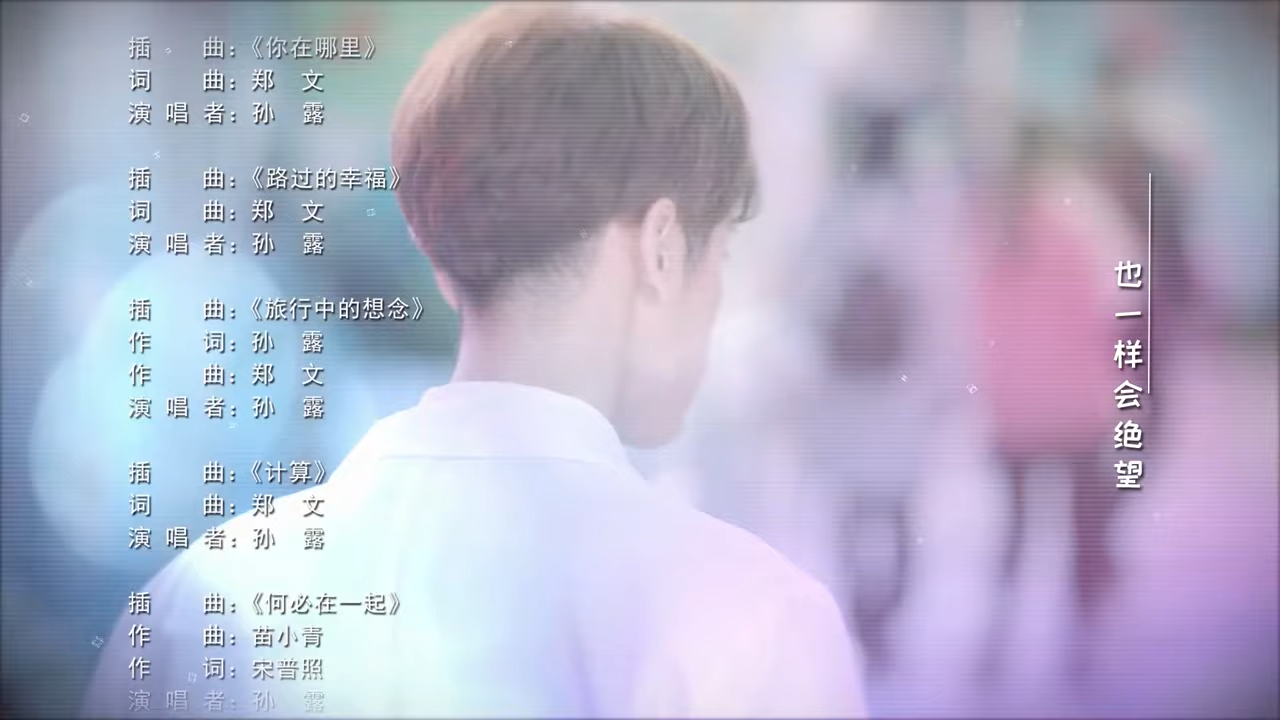 插 曲：《你在哪里》
词 曲：郑 文
演 唱 者：孙 露
插 曲：《路过的幸福》
词 曲：郑 文
演 唱 者：孙 露
插 曲：《旅行中的想念》
作 词：孙 露
作 曲：郑 文
演 唱 者：孙 露
插 曲：《计算》
词 曲：郑 文
演 唱 者：孙 露
插 曲：《何必在一起》
作 曲：苗小青
作 词：宋普照
演 唱 者：孙 露
也一样会绝望